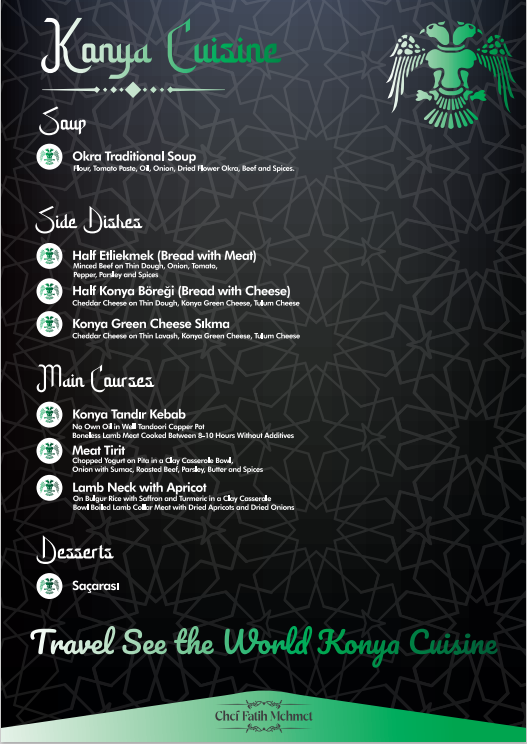 Konya Cuisine
Soup
Okra Traditional Soup
Flour, Tomato Paste, Oil, Onion, Dried Flower Okra, Beef and Spices.
Side Dishes
Half Etliekmek (Bread with Meat)
Minced Beef on Thin Dough, Onion, Tomato,
Pepper, Parsley and Spices
Half Konya Böreği (Bread with Cheese)
Cheddar Cheese on Thin Dough, Konya Green Cheese, Tulum Cheese
Konya Green Cheese Sıkma
Cheddar Cheese on Thin Lavash, Konya Green Cheese, Tulum Cheese
Main Courses
Konya Tandır Kebab
No Own Oil in Well Tandoori Copper Pot
Boneless Lamb Meat Cooked Between 8-10 Hours Without Additives
Meat Tirit
Chopped Yogurt on Pita in a Clay Casserole Bowl,
Onion with Sumac, Roasted Beef, Parsley, Butter and Spices
Lamb Neck with Apricot
On Bulgur Rice with Saffron and Turmeric in a Clay Casserole
Bowl Boiled Lamb Collar Meat with Dried Apricots and Dried Onions
Desserts
Saçarası
Travel See the World Konya Cuisine
Chef Fatih Mehmet